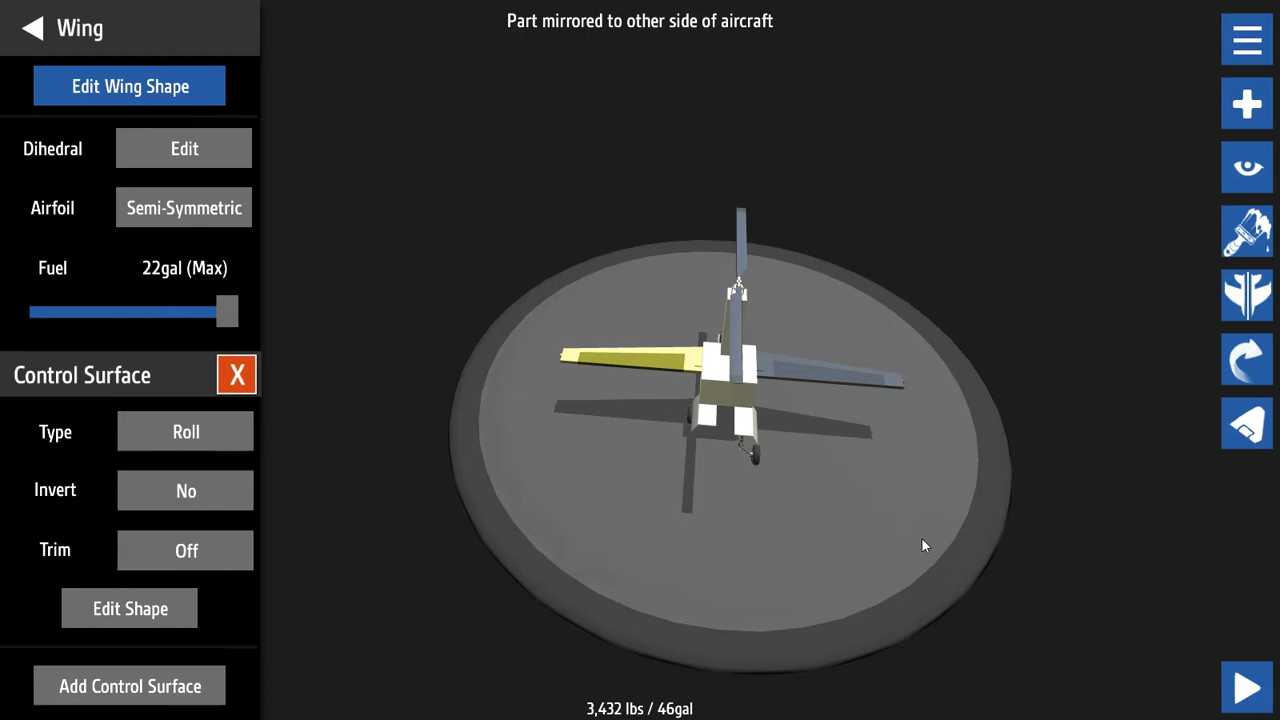 Wing
Part mirrored to other side of aircraft
Edit Wing Shape
Dihedral Edit
Airfoil Semi-Symmetric
Fuel 22gal (Max)
Control Surface X
Type Roll
Invert No
Trim Off
Edit Shape
Add Control Surface
3,432 lbs / 46gal